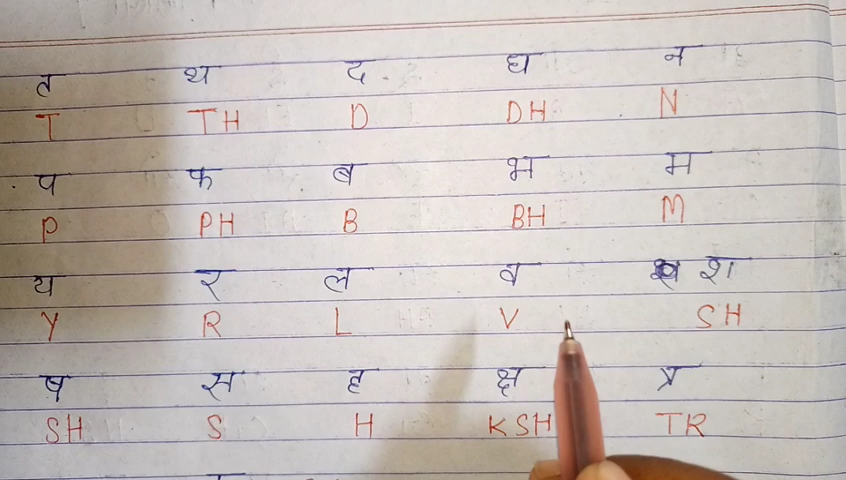 त थ द ध न
T TH D DH N
प फ ब भ म
P PH B BH M
य र ल व श
Y R L V SH
ष स ह क्ष त्र
SH S H KSH TR